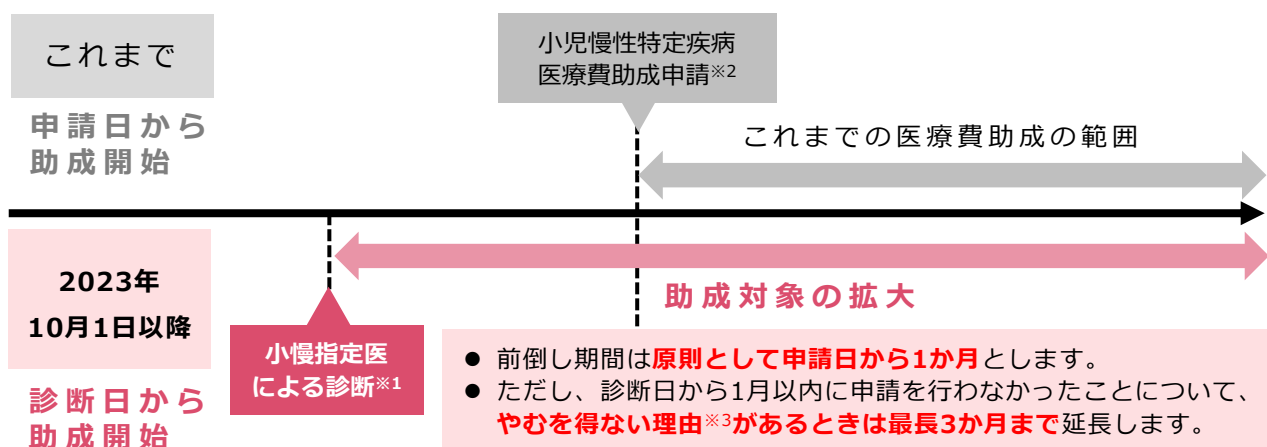 これまで
申請日から
助成開始
小児慢性特定疾病
医療費助成申請※2
これまでの医療費助成の範囲
2023年
10月1日以降
診断日から
助成開始
小慢指定医
による診断※1
助成対象の拡大
● 前倒し期間は原則として申請日から1か月とします。
● ただし、診断日から1月以内に申請を行わなかったことについて、
やむを得ない理由※3があるときは最長3か月まで延長します。